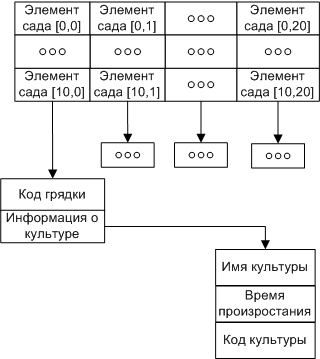 Элемент Элемент ооо Элемент
сада [0,0] сада [0,1] сада [0,20]
ооо ооо ооо ооо
Элемент Элемент ооо Элемент
сада [10,0] сада [10,1] сада [10,20]
ооо ооо ооо
Код грядки
Информация о
культуре
Имя культуры
Время
произростания
Код культуры